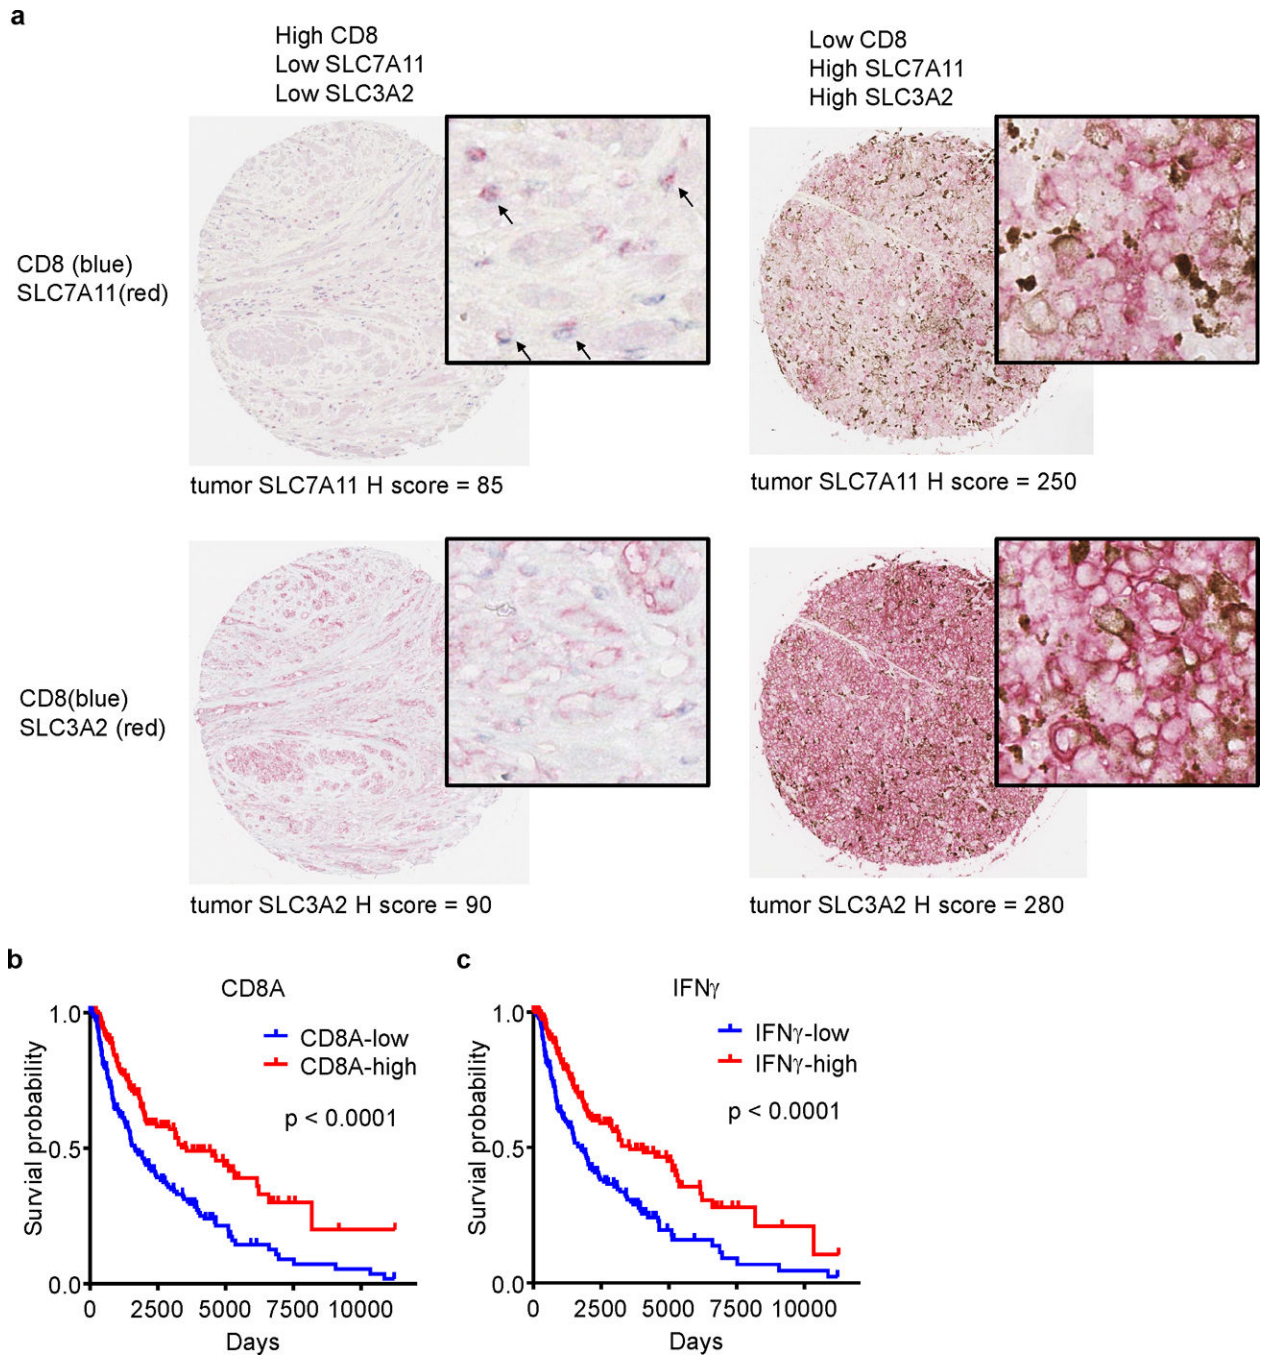 a
High CD8
Low SLC7A11
Low SLC3A2
Low CD8
High SLC7A11
High SLC3A2
CD8 (blue)
SLC7A11(red)
tumor SLC7A11 H score = 85
tumor SLC7A11 H score = 250
CD8(blue)
SLC3A2 (red)
tumor SLC3A2 H score = 90
tumor SLC3A2 H score = 280
b
CD8A
Survial probability
1.0
0.5
0.0
CD8A-low
CD8A-high
p < 0.0001
0 2500 5000 7500 10000
Days
c
IFNγ
Survial probability
1.0
0.5
0.0
IFNγ-low
IFNγ-high
p < 0.0001
0 2500 5000 7500 10000
Days